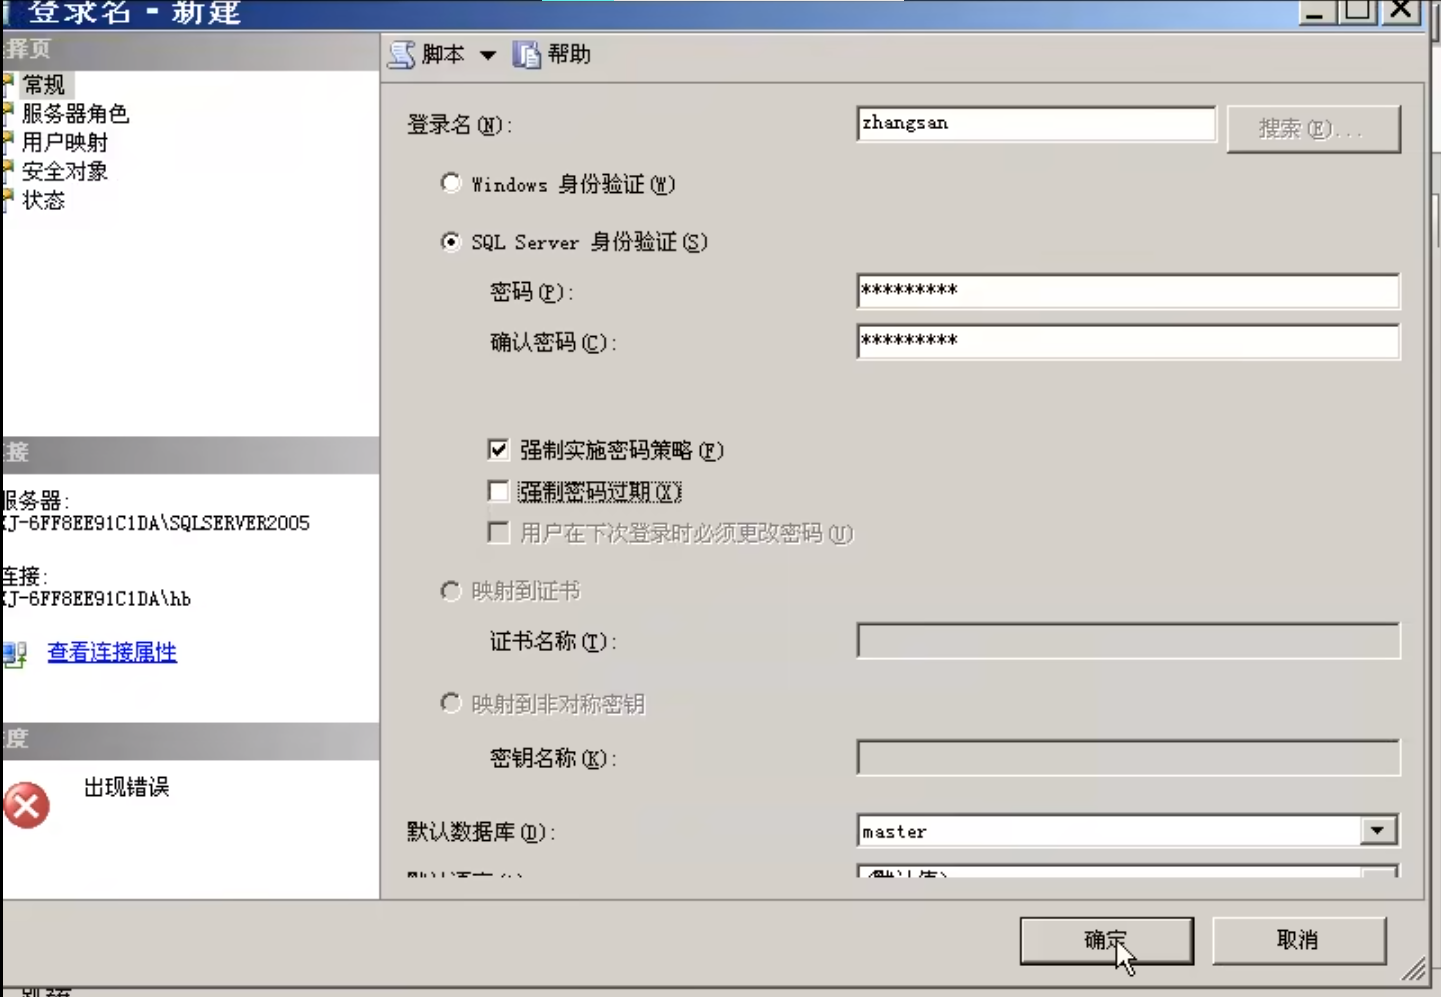 登录名 - 新建
择页
常规
服务器角色
用户映射
安全对象
状态
脚本
帮助
登录名(N):
zhangsan
搜索(E)...
Windows 身份验证(W)
SQL Server 身份验证(S)
密码(P):
*********
确认密码(C):
*********
强制实施密码策略(F)
强制密码过期(X)
用户在下次登录时必须更改密码(U)
映射到证书
证书名称(T):
映射到非对称密钥
密钥名称(K):
默认数据库(D):
master
接
服务器:
J-6FF8EE91C1DA\SQLSERVER2005
连接:
J-6FF8EE91C1DA\hb
查看连接属性
度
出现错误
确定
取消